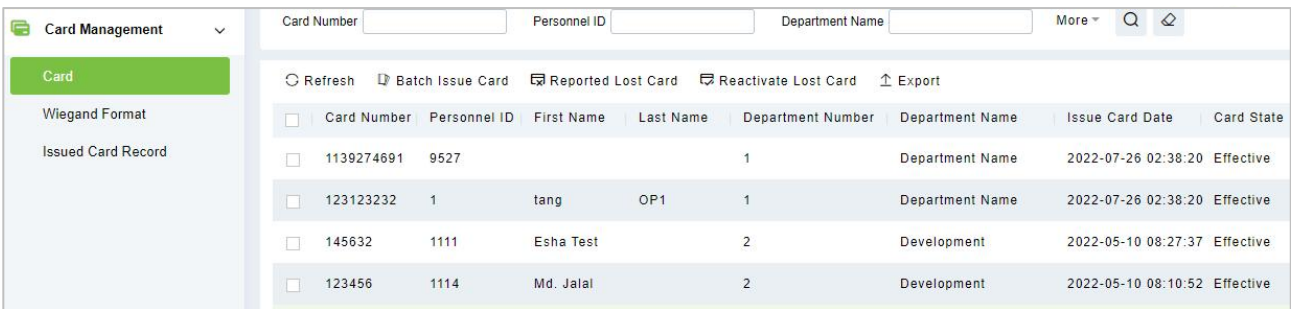 Card Management
Card
Wiegand Format
Issued Card Record
Card Number Personnel ID Department Name More
Refresh Batch Issue Card Reported Lost Card Reactivate Lost Card Export
Card Number Personnel ID First Name Last Name Department Number Department Name Issue Card Date Card State
1139274691 9527 1 Department Name 2022-07-26 02:38:20 Effective
123123232 1 tang OP1 1 Department Name 2022-07-26 02:38:20 Effective
145632 1111 Esha Test 2 Development 2022-05-10 08:27:37 Effective
123456 1114 Md. Jalal 2 Development 2022-05-10 08:10:52 Effective